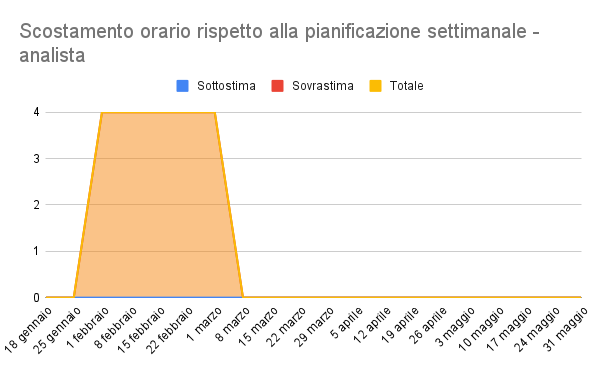 Scostamento orario rispetto alla pianificazione settimanale -
analista
Sottostima Sovrastima Totale
4
3
2
1
0
18 gennaio 25 gennaio 1 febbraio 8 febbraio 15 febbraio 22 febbraio 1 marzo 8 marzo 15 marzo 22 marzo 29 marzo 5 aprile 12 aprile 19 aprile 26 aprile 3 maggio 10 maggio 17 maggio 24 maggio 31 maggio